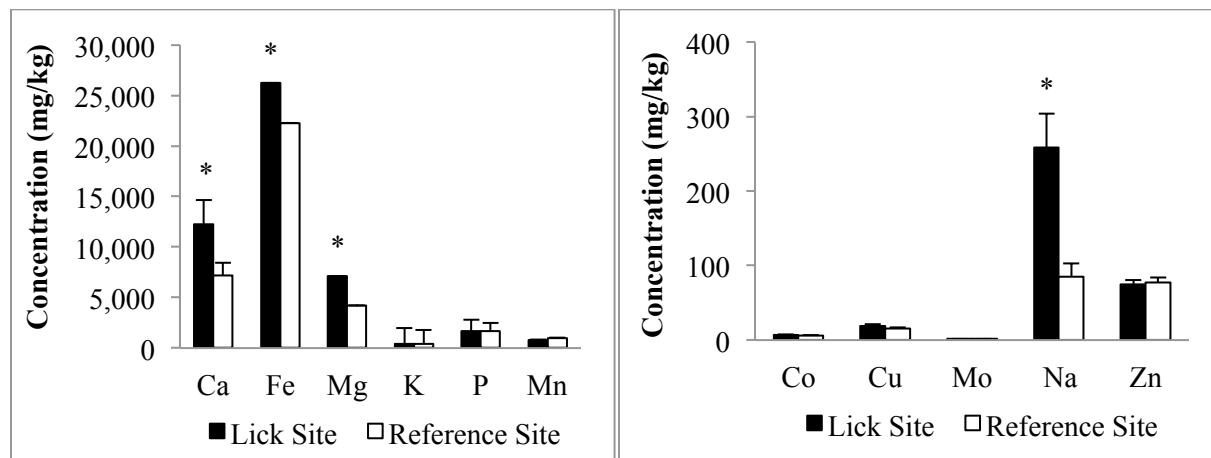 Concentration (mg/kg)
30,000
25,000
20,000
15,000
10,000
5,000
0
*
*
*
Ca Fe Mg K P Mn
Lick Site Reference Site
Concentration (mg/kg)
400
300
200
100
0
*
Co Cu Mo Na Zn
Lick Site Reference Site